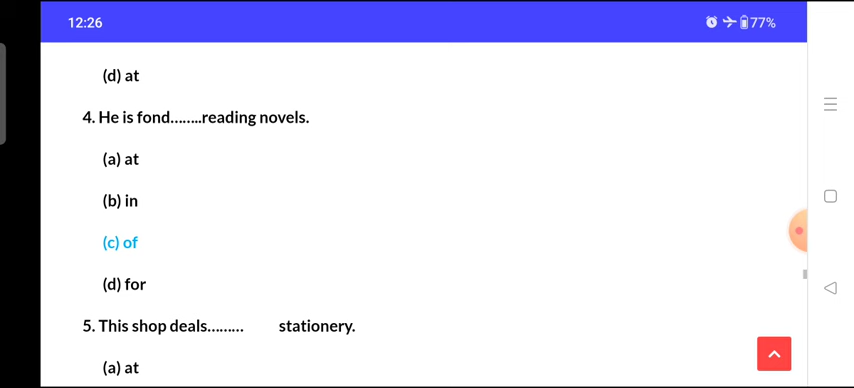 12:26 77%
(d) at
4. He is fond........reading novels.
(a) at
(b) in
(c) of
(d) for
5. This shop deals......... stationery.
(a) at